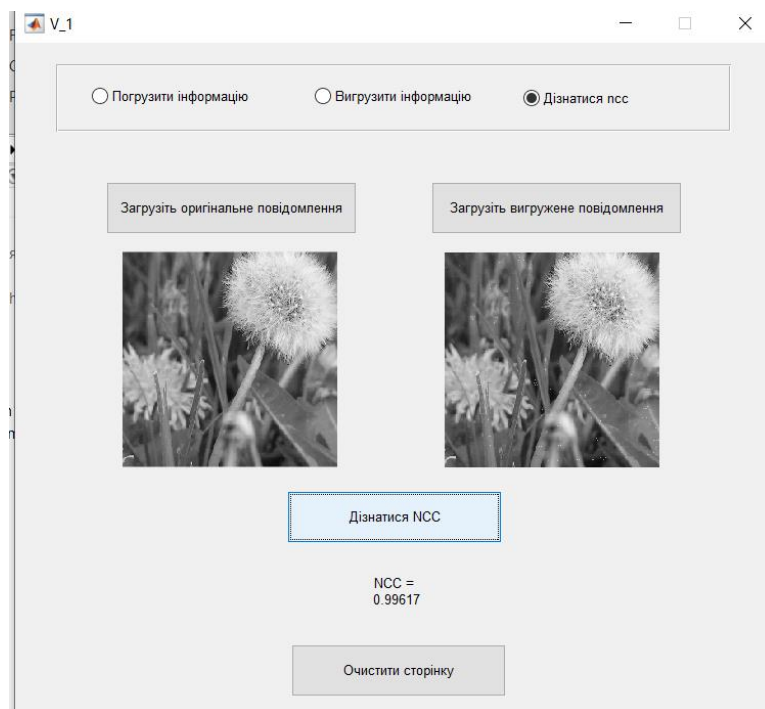 V_1
Погрузити інформацію
Вигрузити інформацію
Дізнатися ncc
Загрузіть оригінальне повідомлення
Загрузіть вигружене повідомлення
Дізнатися NCC
NCC =
0.99617
Очистити сторінку